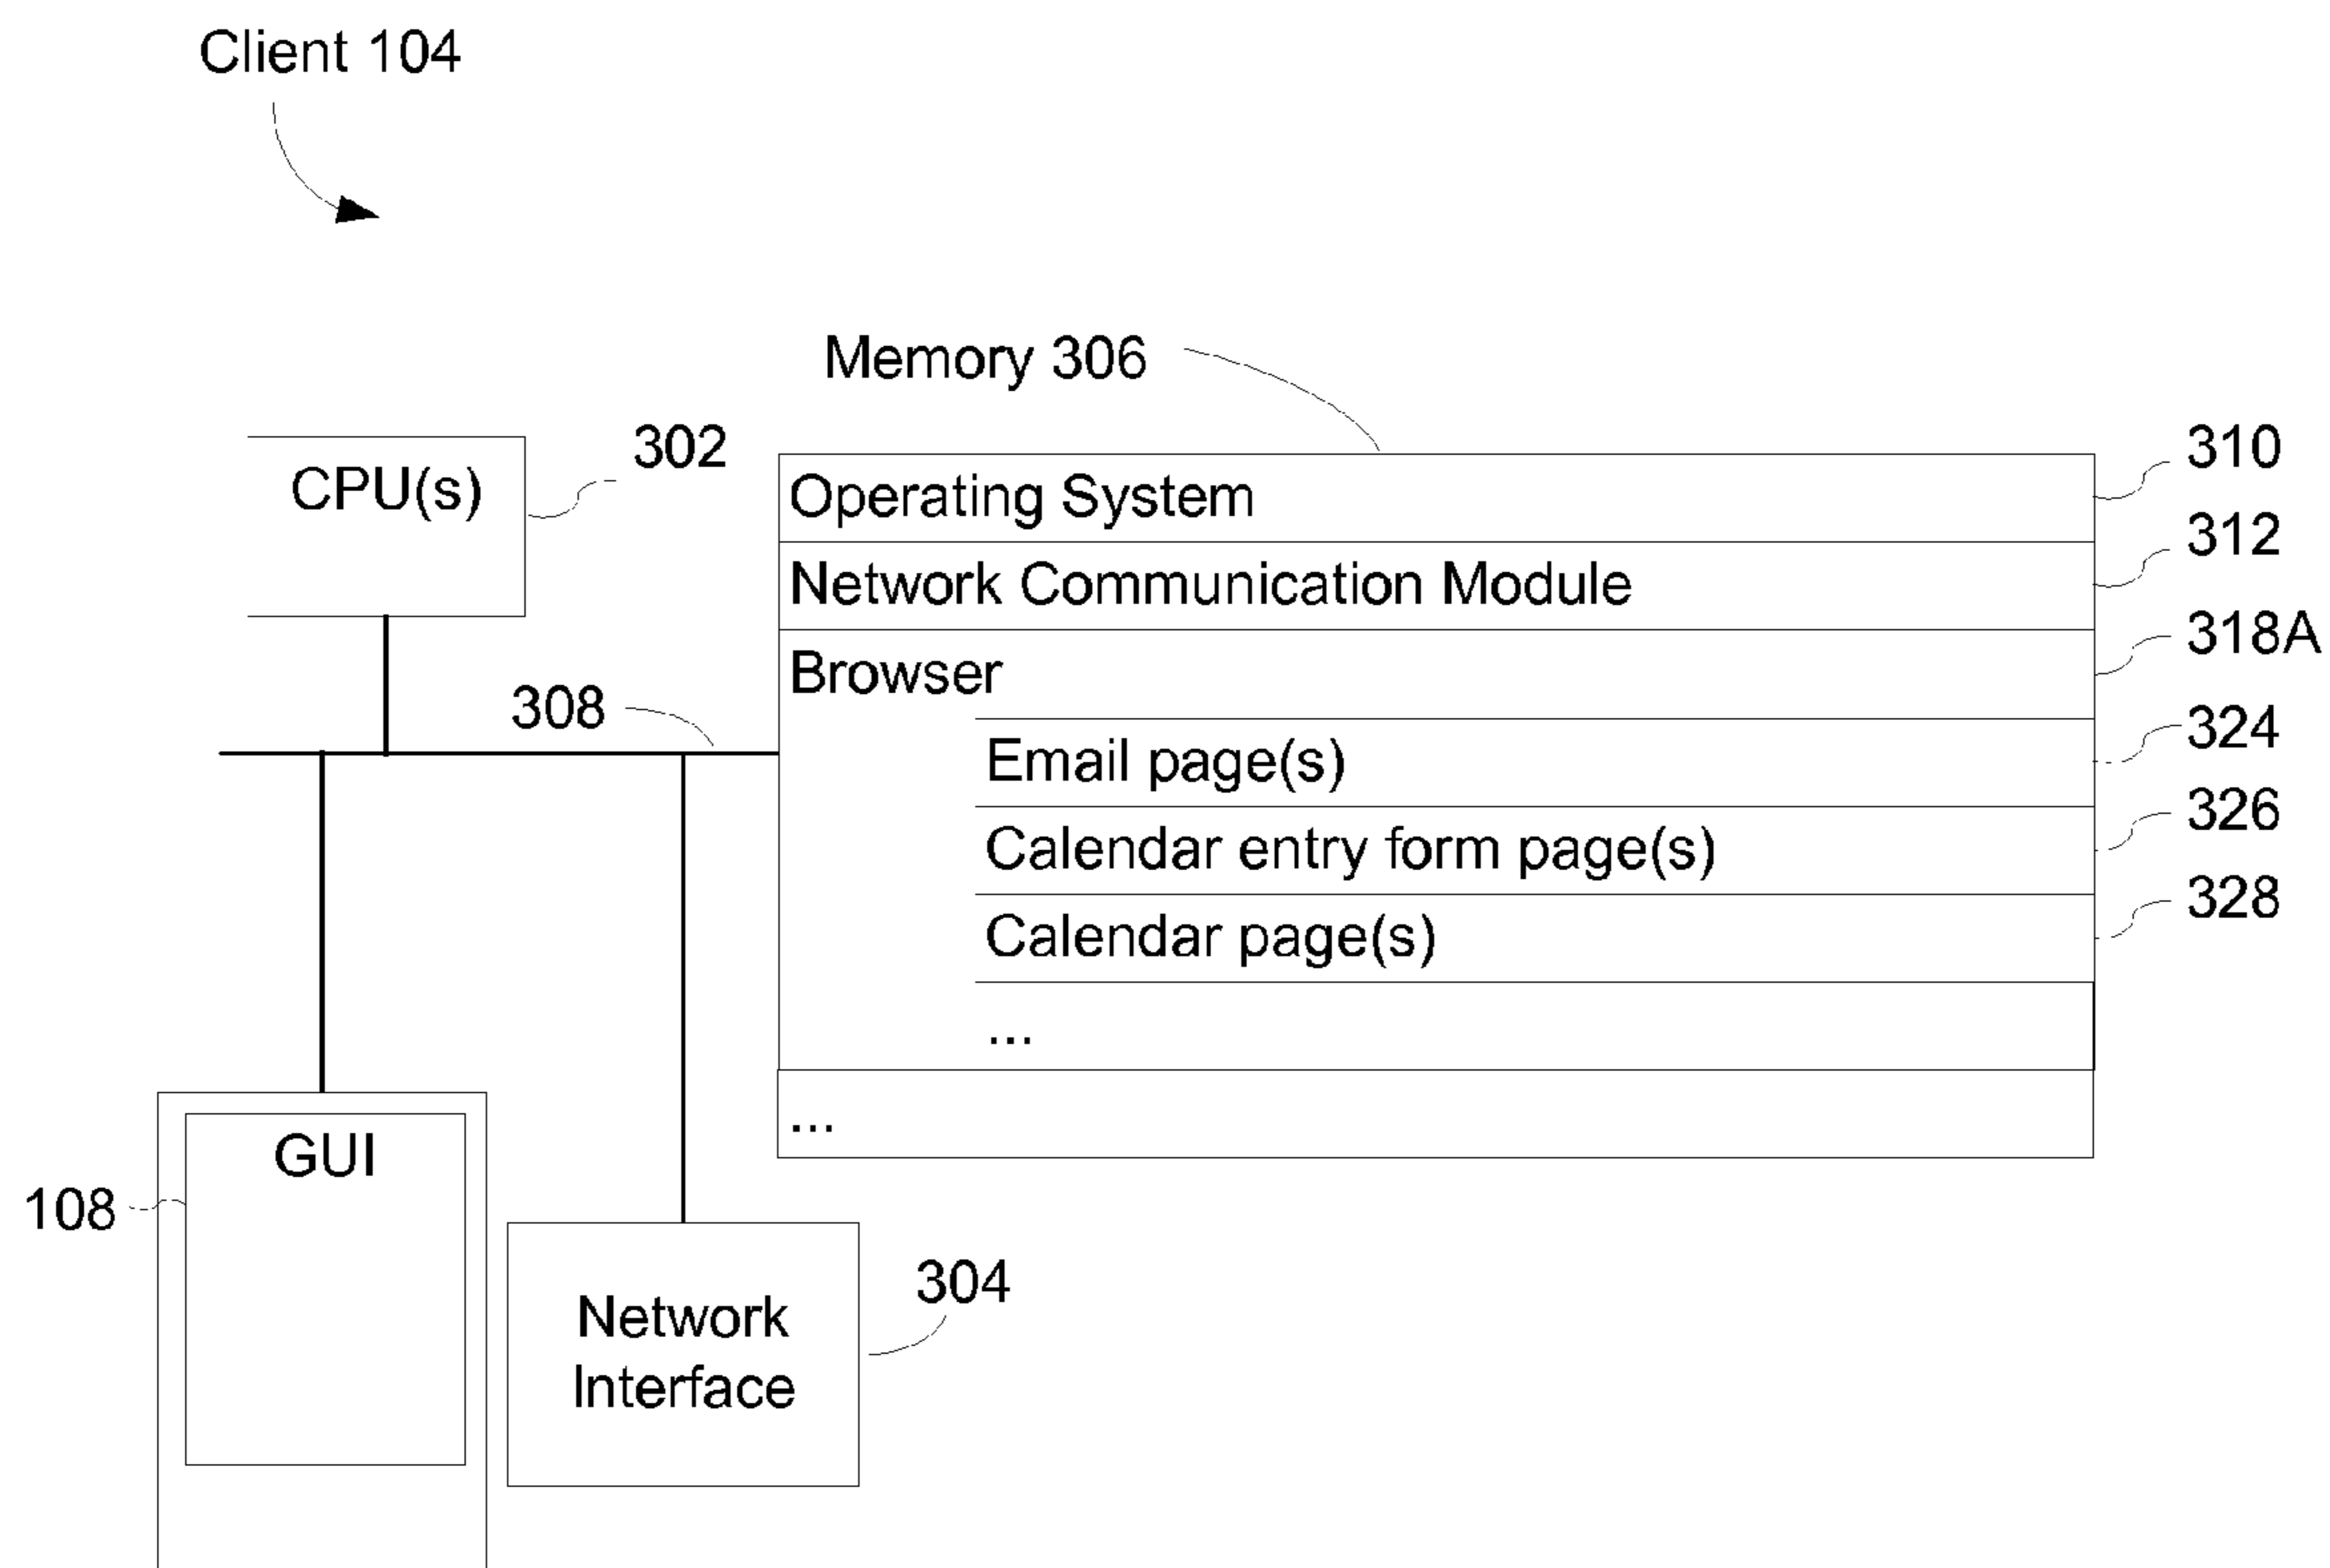 Client 104
Memory 306
302
310
CPU(s)
Operating System
312
Network Communication Module
318A
Browser
308
324
Email page(s)
326
Calendar entry form page(s)
328
Calendar page(s)
...
...
GUI
108
304
Network
Interface